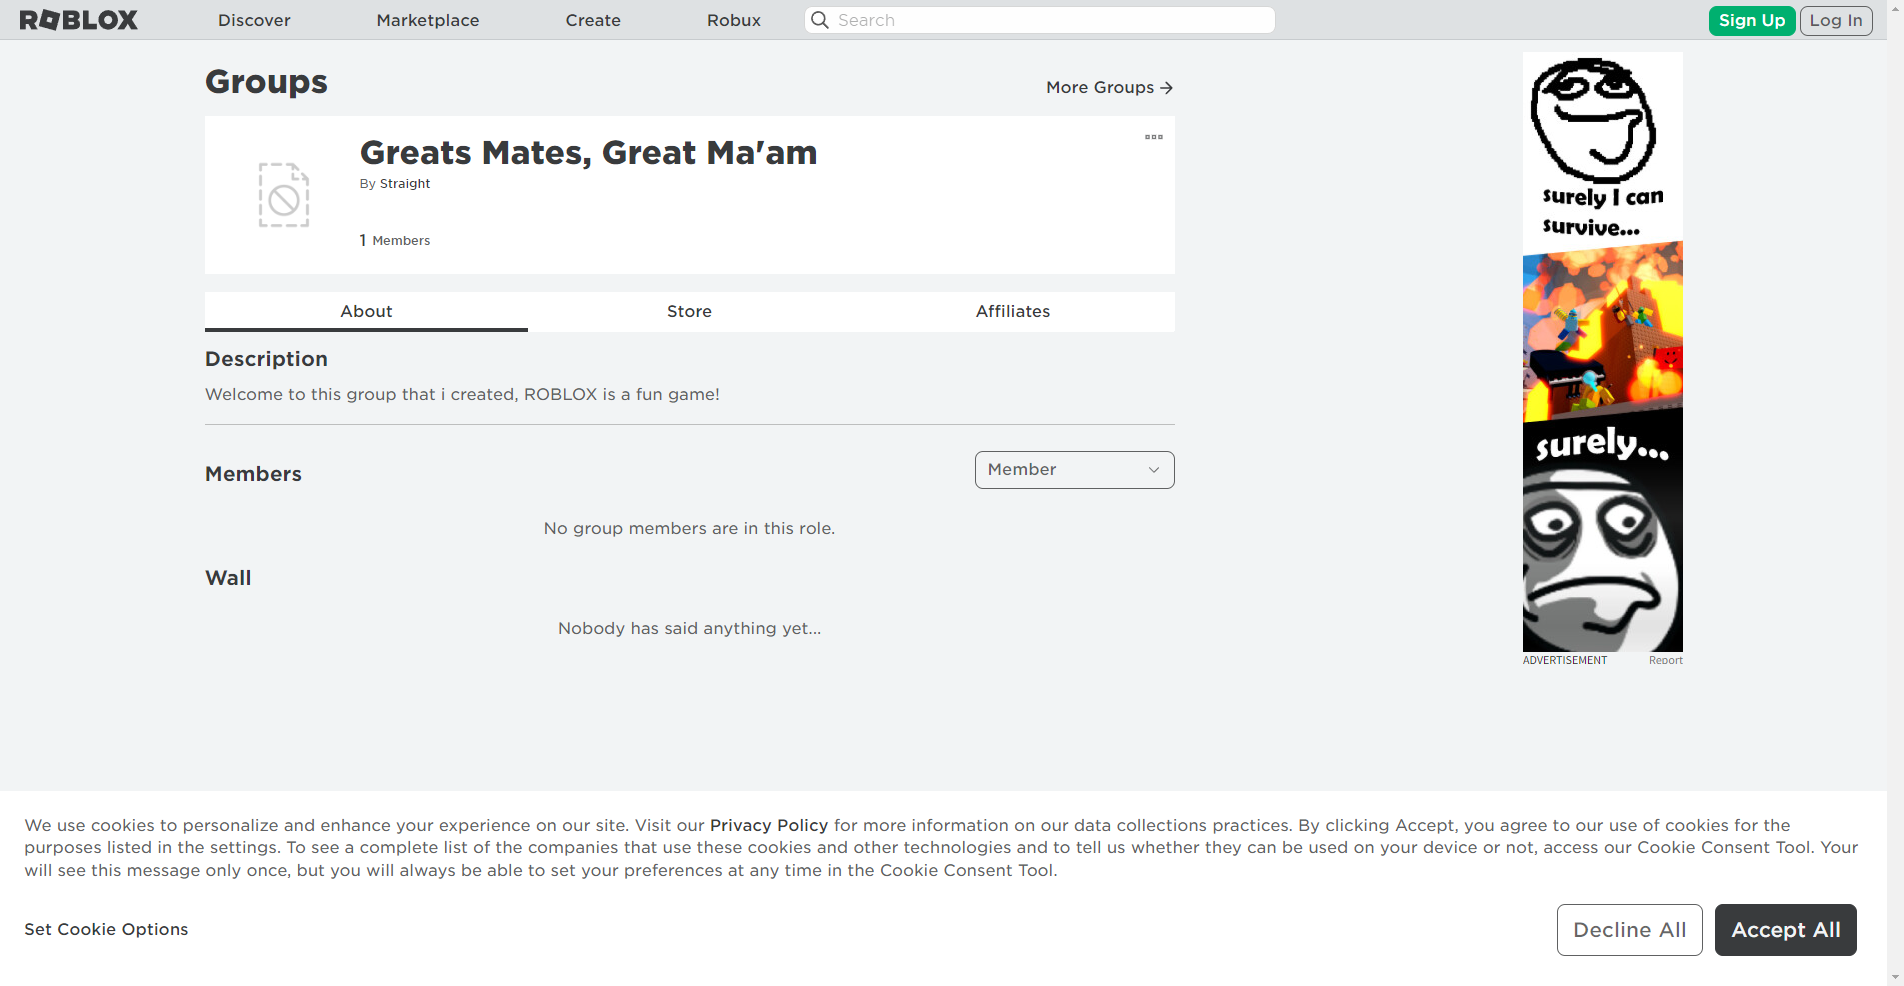 ROBLOX
Discover
Marketplace
Create
Robux
Search
Sign Up
Log In
Groups
More Groups →
Greats Mates, Great Ma'am
By Straight
1 Members
About
Store
Affiliates
Description
Welcome to this group that i created, ROBLOX is a fun game!
Members
Member
No group members are in this role.
Wall
Nobody has said anything yet...
surely I can
survive...
surely...
ADVERTISEMENT
Report
We use cookies to personalize and enhance your experience on our site. Visit our Privacy Policy for more information on our data collections practices. By clicking Accept, you agree to our use of cookies for the
purposes listed in the settings. To see a complete list of the companies that use these cookies and other technologies and to tell us whether they can be used on your device or not, access our Cookie Consent Tool. Your
will see this message only once, but you will always be able to set your preferences at any time in the Cookie Consent Tool.
Set Cookie Options
Decline All
Accept All